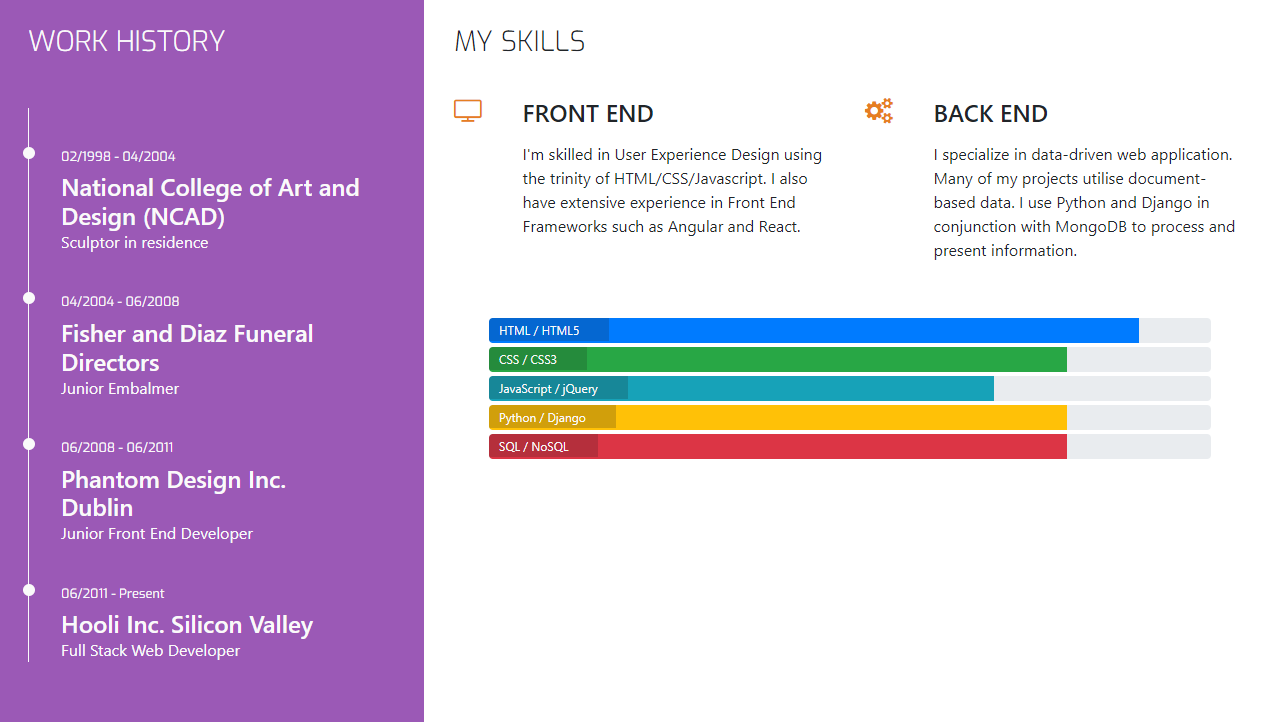 WORK HISTORY
02/1998 - 04/2004
National College of Art and
Design (NCAD)
Sculptor in residence
04/2004 - 06/2008
Fisher and Diaz Funeral
Directors
Junior Embalmer
06/2008 - 06/2011
Phantom Design Inc.
Dublin
Junior Front End Developer
06/2011 - Present
Hooli Inc. Silicon Valley
Full Stack Web Developer
MY SKILLS
FRONT END
I'm skilled in User Experience Design using
the trinity of HTML/CSS/Javascript. I also
have extensive experience in Front End
Frameworks such as Angular and React.
BACK END
I specialize in data-driven web application.
Many of my projects utilise document-
based data. I use Python and Django in
conjunction with MongoDB to process and
present information.
HTML / HTML5
CSS / CSS3
JavaScript / jQuery
Python / Django
SQL / NoSQL